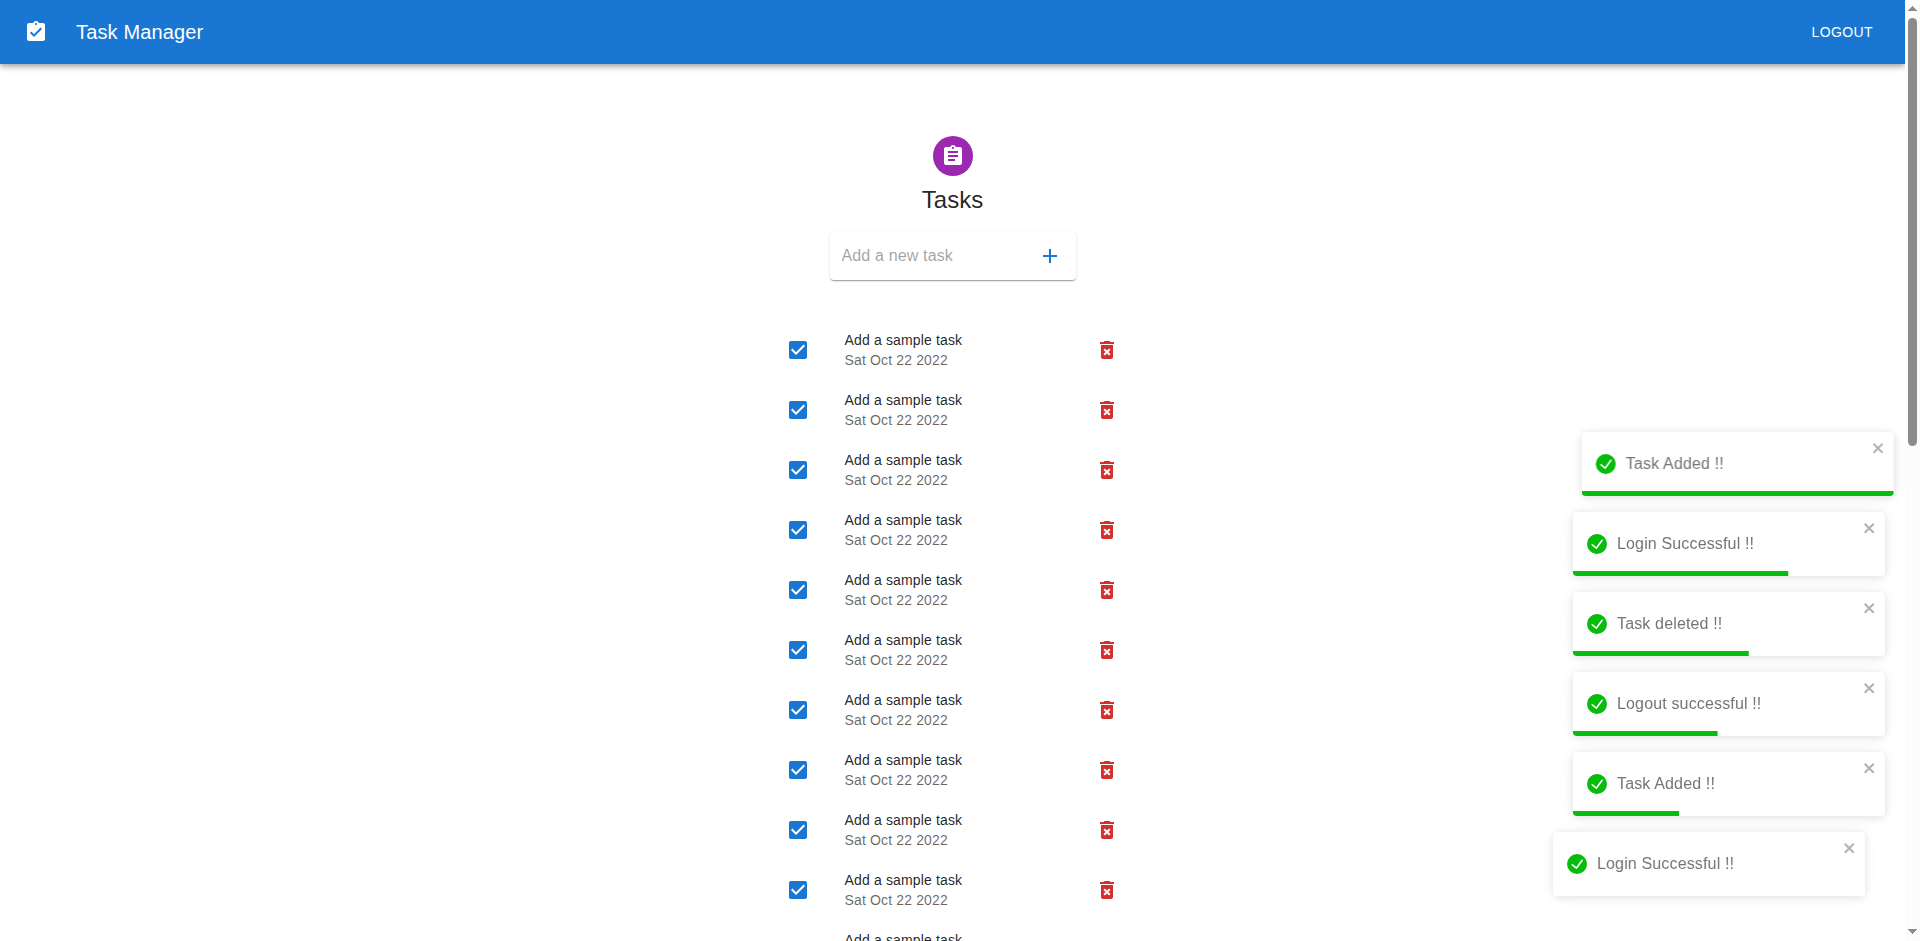 Task Manager
LOGOUT
Tasks
Add a new task
Add a sample task
Sat Oct 22 2022
Add a sample task
Sat Oct 22 2022
Add a sample task
Sat Oct 22 2022
Add a sample task
Sat Oct 22 2022
Add a sample task
Sat Oct 22 2022
Add a sample task
Sat Oct 22 2022
Add a sample task
Sat Oct 22 2022
Add a sample task
Sat Oct 22 2022
Add a sample task
Sat Oct 22 2022
Add a sample task
Sat Oct 22 2022
Add a sample task
Task Added !!
Login Successful !!
Task deleted !!
Logout successful !!
Task Added !!
Login Successful !!